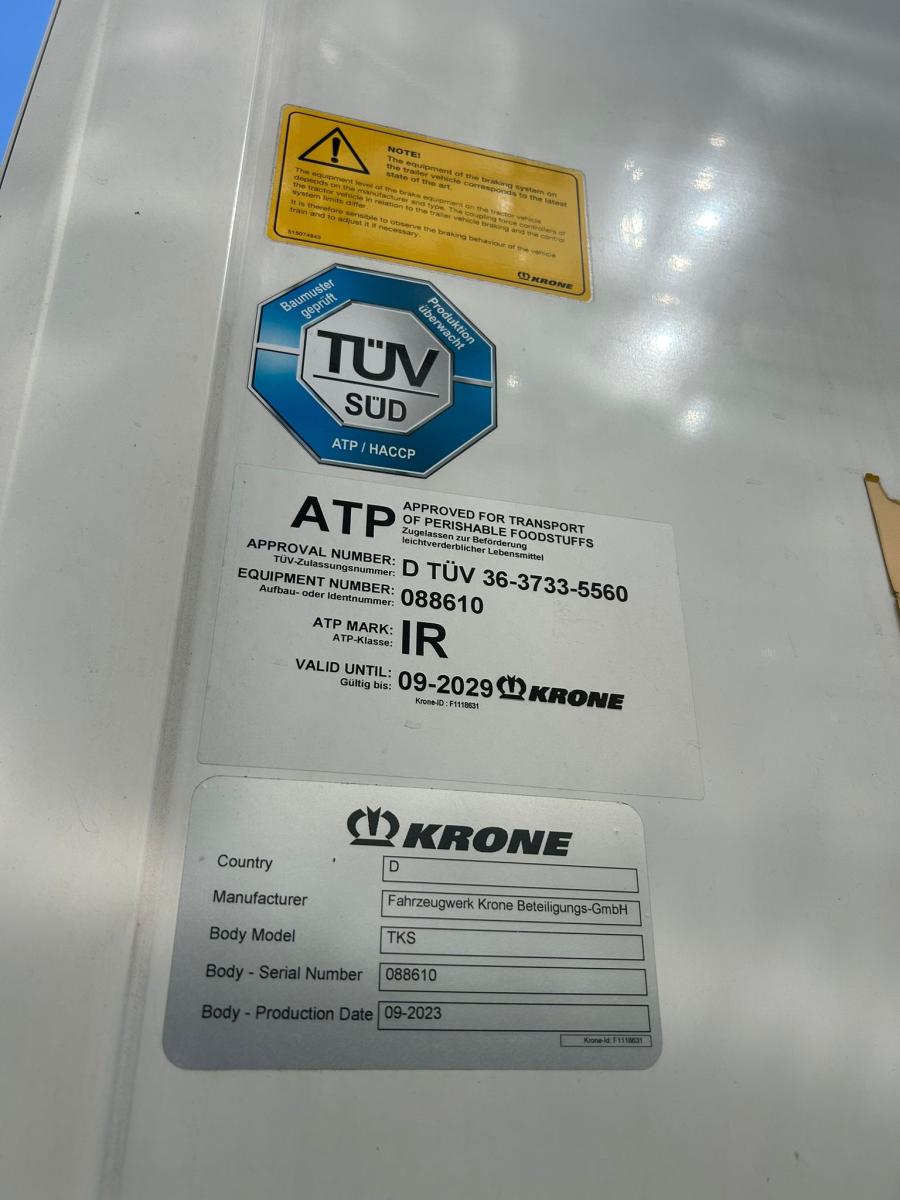 NOTE!
The equipment of the braking system on
the trailer vehicle corresponds to the latest
state of the art.
The equipment level of the brake equipment on the tractor vehicle
depends on the manufacturer and type. The coupling force controllers of
the tractor vehicle in relation to the trailer vehicle braking and the control
system limits differ.
It is therefore sensible to observe the braking behaviour of the vehicle
train and to adjust it if necessary.
515074843
KRONE
Baumuster
geprüft
Produktion
überwacht
TÜV
SÜD
ATP / HACCP
ATP
APPROVED FOR TRANSPORT
OF PERISHABLE FOODSTUFFS
Zugelassen zur Beförderung
leichtverderblicher Lebensmittel
APPROVAL NUMBER: D TÜV 36-3733-5560
TÜV-Zulassungsnummer:
EQUIPMENT NUMBER: 088610
Aufbau- oder Identnummer:
ATP MARK: IR
ATP-Klasse:
VALID UNTIL: 09-2029 KRONE
Gültig bis:
Krone-ID : F1118631
KRONE
Country D
Manufacturer Fahrzeugwerk Krone Beteiligungs-GmbH
Body Model TKS
Body - Serial Number 088610
Body - Production Date 09-2023
Krone-Id: F1118631